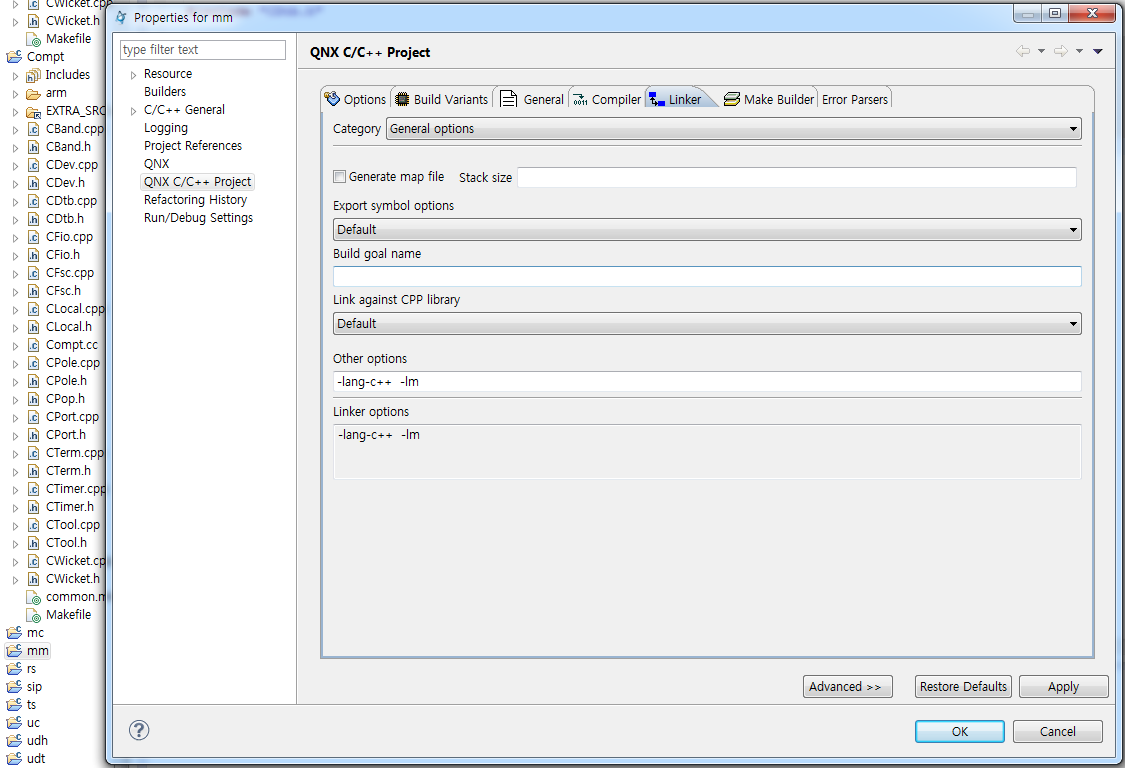 CWicket.cpp
CWicket.h
Makefile
Compt
Includes
arm
EXTRA_SRC
CBand.cpp
CBand.h
CDev.cpp
CDev.h
CDtb.cpp
CDtb.h
CFio.cpp
CFio.h
CFsc.cpp
CFsc.h
CLocal.cpp
CLocal.h
Compt.cc
CPole.cpp
CPole.h
CPop.h
CPort.cpp
CPort.h
CTerm.cpp
CTerm.h
CTimer.cpp
CTimer.h
CTool.cpp
CTool.h
CWicket.cp
CWicket.h
common.m
Makefile
mc
mm
rs
sip
ts
uc
udh
udt
Properties for mm
type filter text
Resource
Builders
C/C++ General
Logging
Project References
QNX
QNX C/C++ Project
Refactoring History
Run/Debug Settings
QNX C/C++ Project
Options Build Variants General Compiler Linker Make Builder Error Parsers
Category General options
Generate map file Stack size
Export symbol options
Default
Build goal name
Link against CPP library
Default
Other options
-lang-c++ -lm
Linker options
-lang-c++ -lm
Advanced >> Restore Defaults Apply
OK Cancel